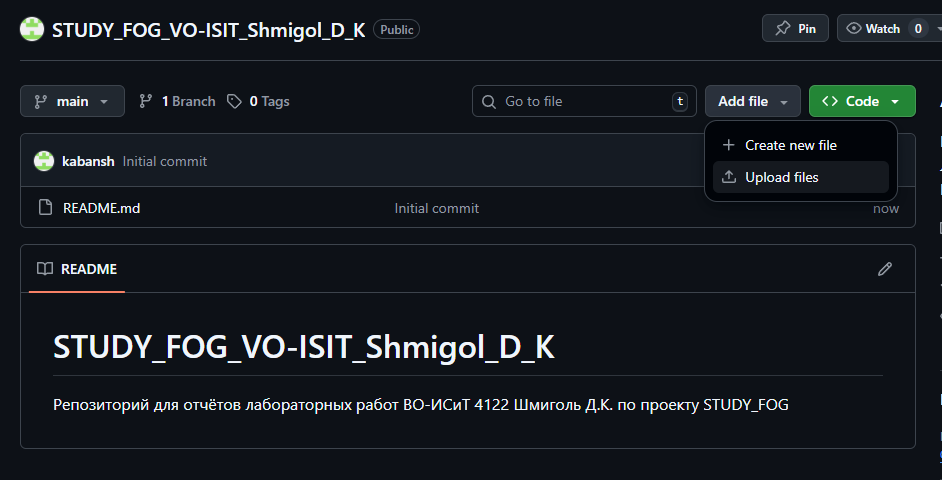 STUDY_FOG_VO-ISIT_Shmigol_D_K Public Pin Watch 0
main 1 Branch 0 Tags Go to file t Add file Code
Create new file
kabansh Initial commit
Upload files
README.md Initial commit now
README
STUDY_FOG_VO-ISIT_Shmigol_D_K
Репозиторий для отчётов лабораторных работ ВО-ИСиТ 4122 Шмиголь Д.К. по проекту STUDY_FOG